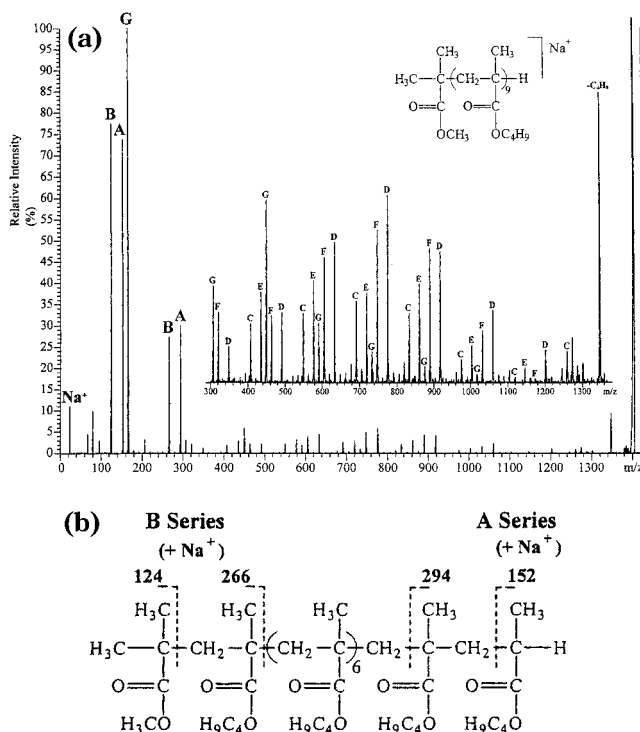 (a)
G
B
A
B
A
Na⁺
Relative Intensity
(%)
100
95
90
85
80
75
70
65
60
55
50
45
40
35
30
25
20
15
10
5
0
0 100 200 300 400 500 600 700 800 900 1000 1100 1200 1300 m/z
CH₃ CH₃ Na⁺
H₃C CH₂ 9 H
O O
OCH₃ OC₄H₉
G F D C E G F D C E G F D C E G F D C E G F D C E G F D C
300 400 500 600 700 800 900 1000 1100 1200 1300 m/z
(b)
B Series
(+ Na⁺)
A Series
(+ Na⁺)
124 266 294 152
H₃C H₃C CH₃ CH₃ CH₃
H₃C C CH₂ C CH₂ C 6 CH₂ C CH₂ C H
O C O C O C O C O C
H₃CO H₉C₄O H₉C₄O H₉C₄O H₉C₄O